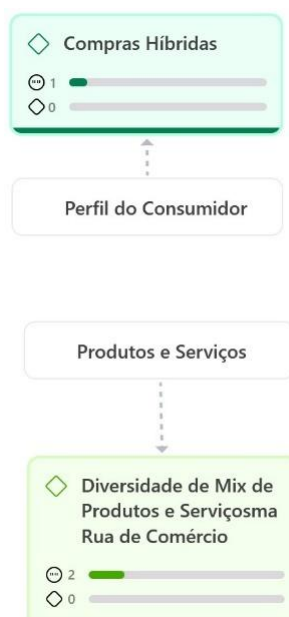 Compras Híbridas
1
0
Perfil do Consumidor
Produtos e Serviços
Diversidade de Mix de
Produtos e Serviçosma
Rua de Comércio
2
0